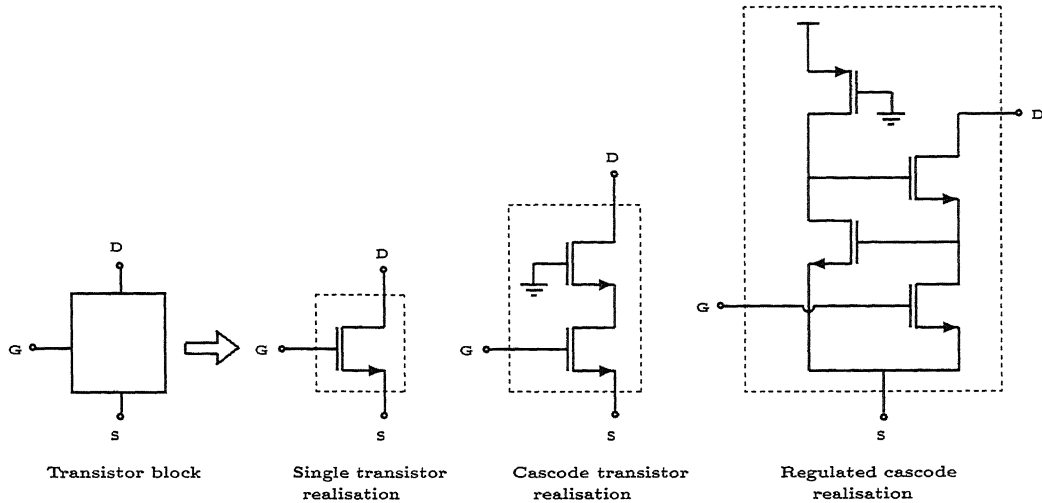 D
G
S
Transistor block
D
G
S
Single transistor
realisation
D
G
S
Cascode transistor
realisation
D
G
S
Regulated cascode
realisation